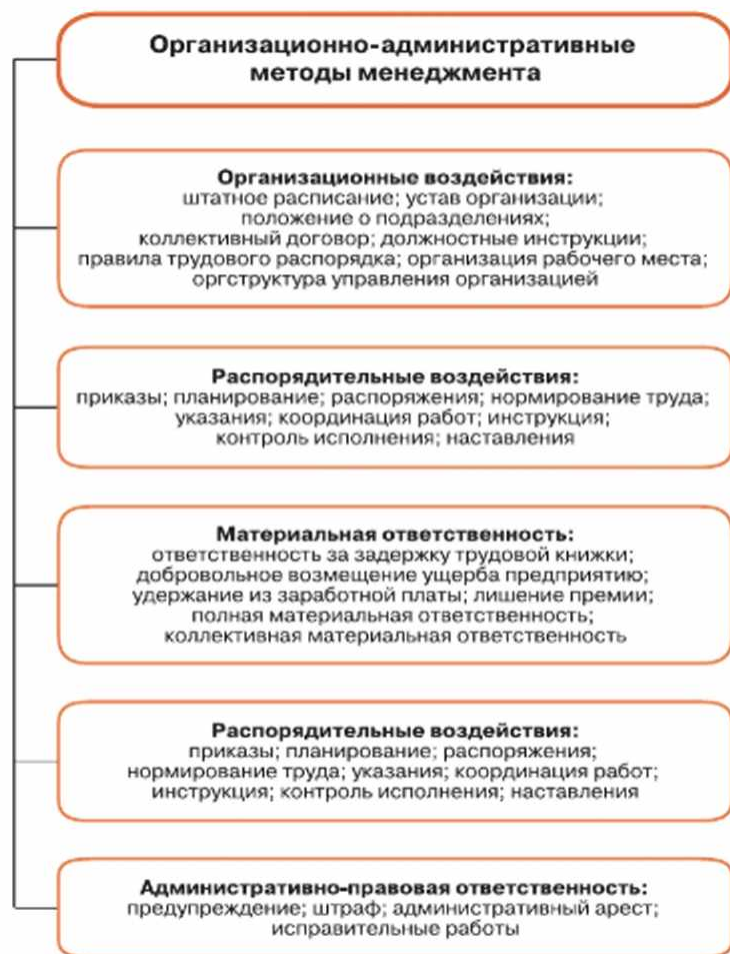 Организационно-административные
методы менеджмента
Организационные воздействия:
штатное расписание; устав организации;
положение о подразделениях;
коллективный договор; должностные инструкции;
правила трудового распорядка; организация рабочего места;
оргструктура управления организацией
Распорядительные воздействия:
приказы; планирование; распоряжения; нормирование труда;
указания; координация работ; инструкция;
контроль исполнения; наставления
Материальная ответственность:
ответственность за задержку трудовой книжки;
добровольное возмещение ущерба предприятию;
удержание из заработной платы; лишение премии;
полная материальная ответственность;
коллективная материальная ответственность
Распорядительные воздействия:
приказы; планирование; распоряжения;
нормирование труда; указания; координация работ;
инструкция; контроль исполнения; наставления
Административно-правовая ответственность:
предупреждение; штраф; административный арест;
исправительные работы